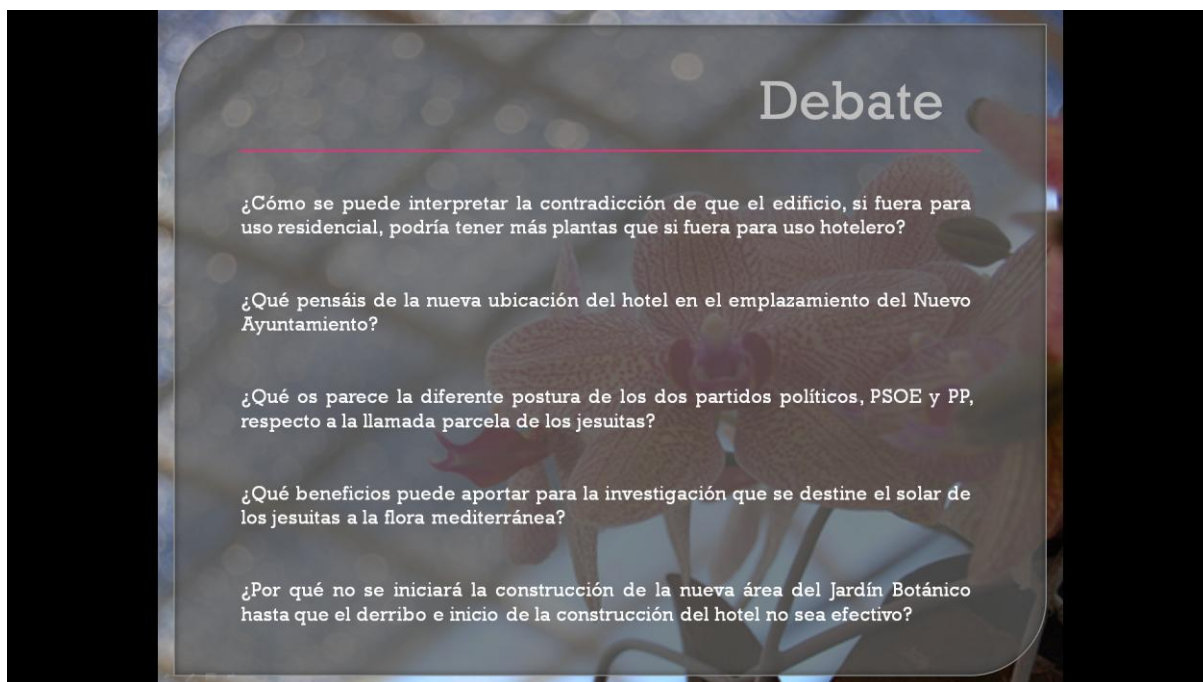 Debate
¿Cómo se puede interpretar la contradicción de que el edificio, si fuera para
uso residencial, podría tener más plantas que si fuera para uso hotelero?
¿Qué pensáis de la nueva ubicación del hotel en el emplazamiento del Nuevo
Ayuntamiento?
¿Qué os parece la diferente postura de los dos partidos políticos, PSOE y PP,
respecto a la llamada parcela de los jesuitas?
¿Qué beneficios puede aportar para la investigación que se destine el solar de
los jesuitas a la flora mediterránea?
¿Por qué no se iniciará la construcción de la nueva área del Jardín Botánico
hasta que el derribo e inicio de la construcción del hotel no sea efectivo?